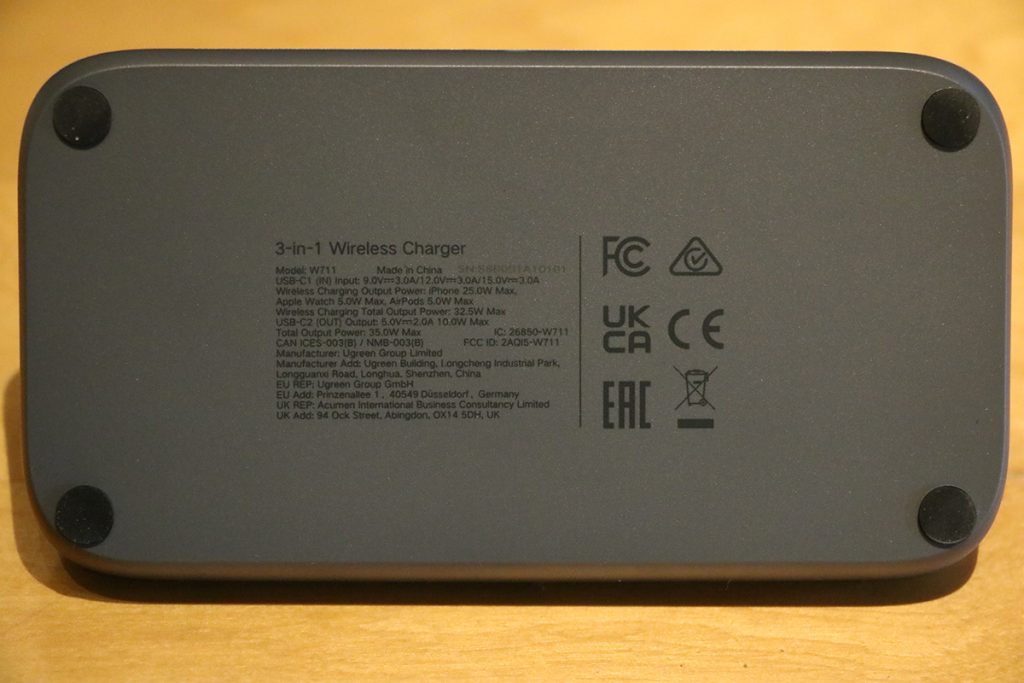 3-in-1 Wireless Charger
Model: W711 Made in China
USB-C1 (IN) Input: 9.0V⎓3.0A/12.0V⎓3.0A/15.0V⎓3.0A
Wireless Charging Output Power: iPhone 25.0W Max,
Apple Watch 5.0W Max, AirPods 5.0W Max
Wireless Charging Total Output Power: 32.5W Max
USB-C2 (OUT) Output: 5.0V⎓2.0A 10.0W Max
Total Output Power: 35.0W Max IC: 26850-W711
CAN ICES-003(B) / NMB-003(B) FCC ID: 2AQI5-W711
Manufacturer: Ugreen Group Limited
Manufacturer Add: Ugreen Building, Longcheng Industrial Park,
Longguanxi Road, Longhua, Shenzhen, China
EU REP: Ugreen Group GmbH
EU Add: Prinzenallee 1, 40549 Düsseldorf, Germany
UK REP: Acumen International Business Consultancy Limited
UK Add: 94 Ock Street, Abingdon, OX14 5DH, UK
FC
UK
CA
CE
EAC